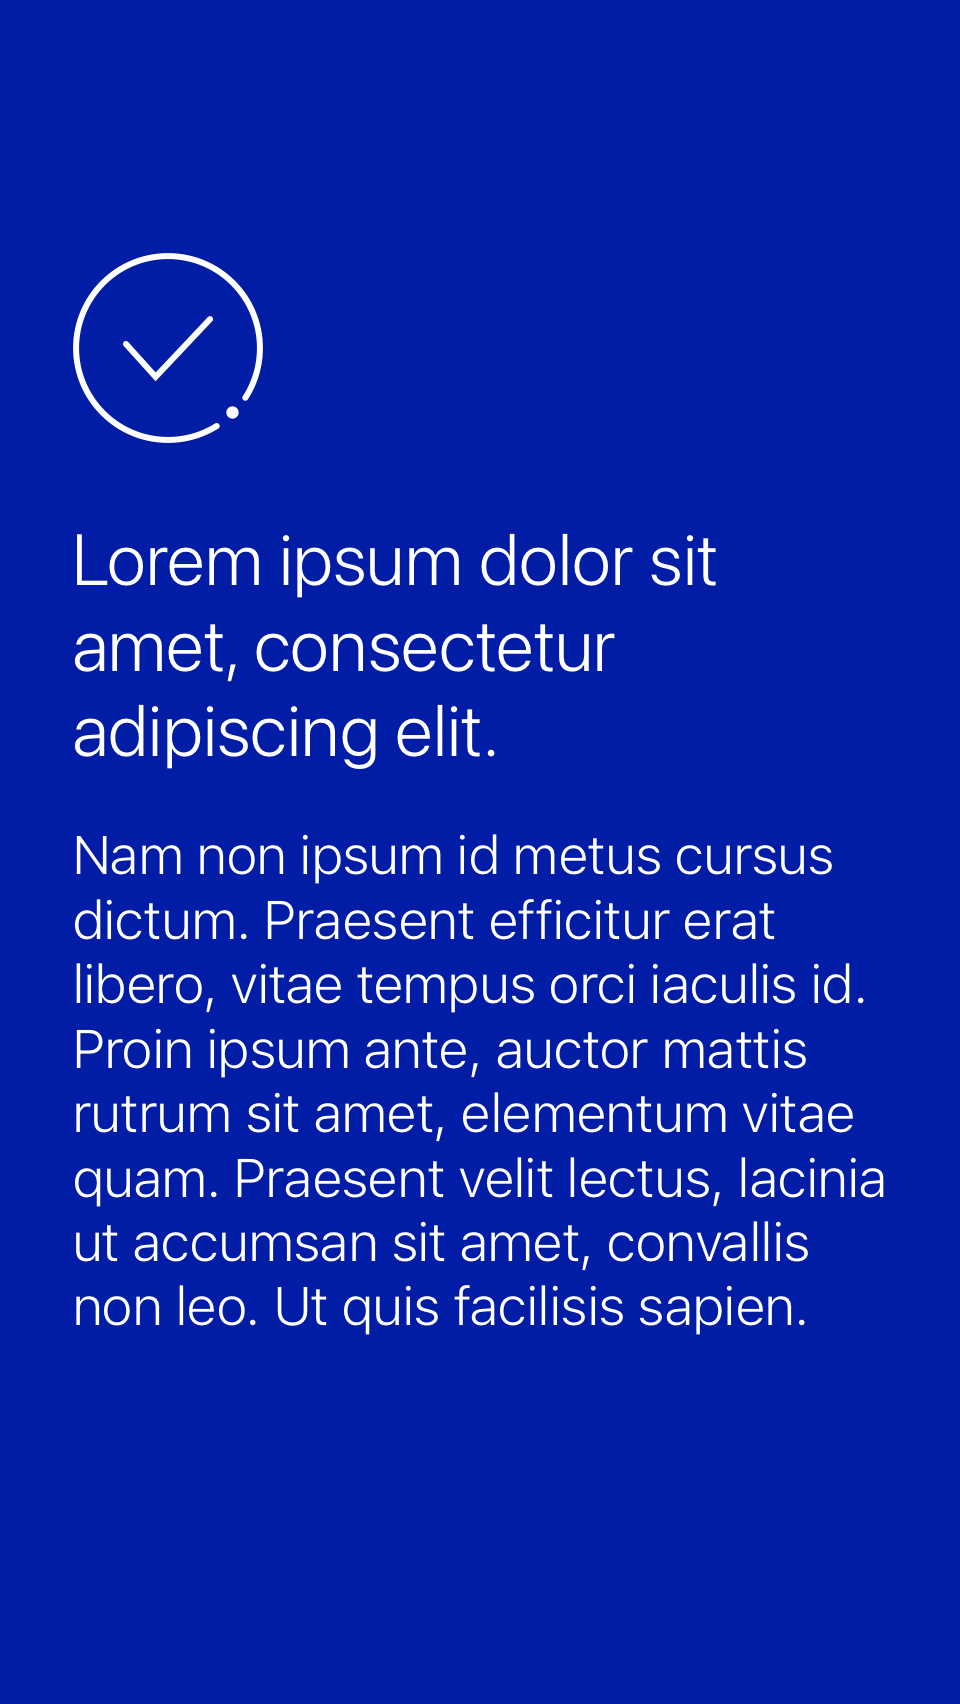 Lorem ipsum dolor sit
amet, consectetur
adipiscing elit.
Nam non ipsum id metus cursus
dictum. Praesent efficitur erat
libero, vitae tempus orci iaculis id.
Proin ipsum ante, auctor mattis
rutrum sit amet, elementum vitae
quam. Praesent velit lectus, lacinia
ut accumsan sit amet, convallis
non leo. Ut quis facilisis sapien.